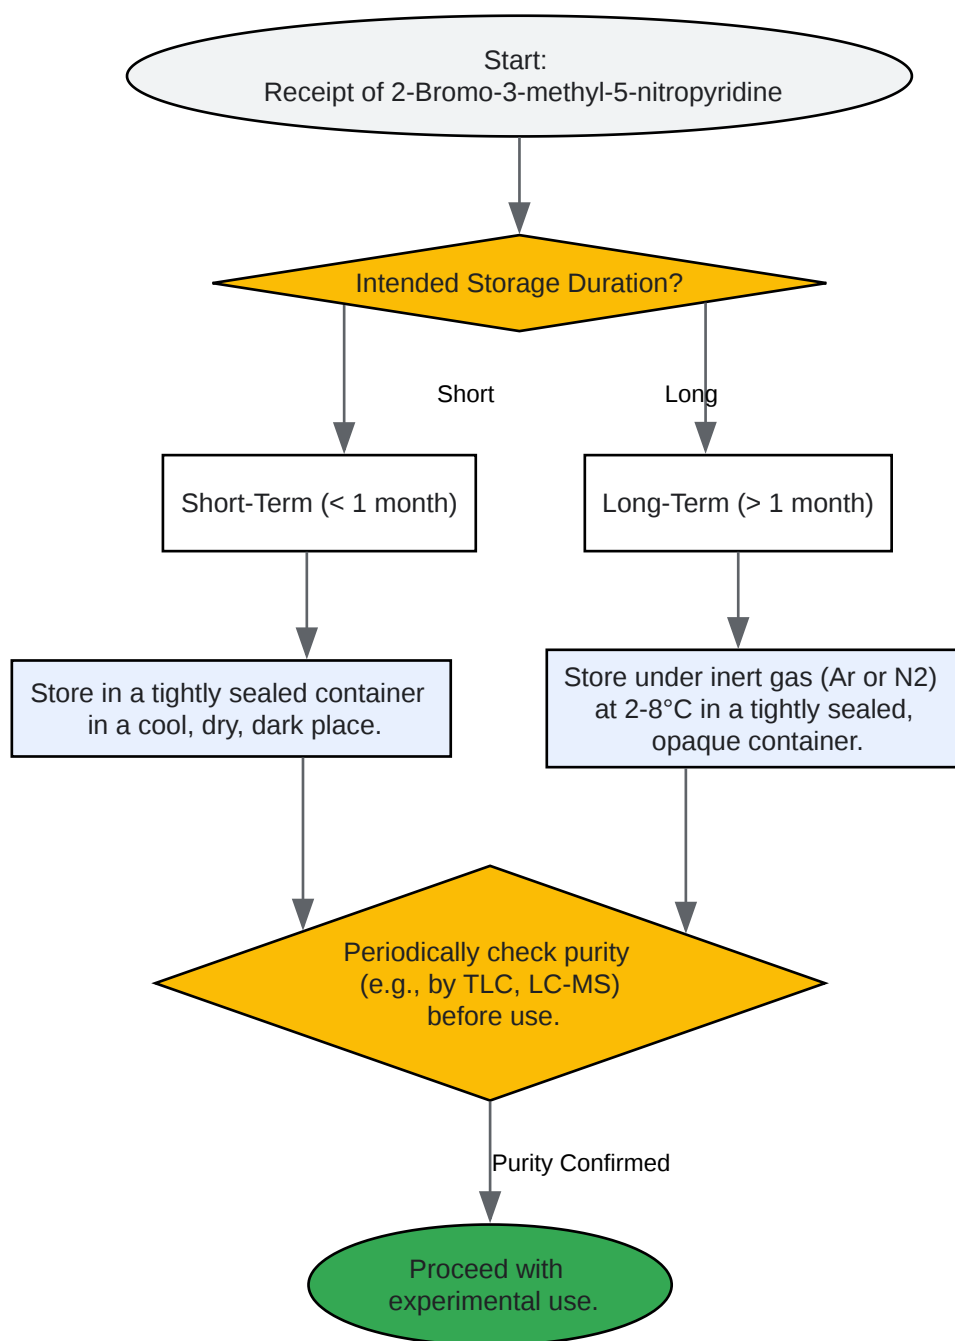 Start:
Receipt of 2-Bromo-3-methyl-5-nitropyridine
Intended Storage Duration?
Short
Long
Short-Term (< 1 month)
Long-Term (> 1 month)
Store in a tightly sealed container
in a cool, dry, dark place.
Store under inert gas (Ar or N2)
at 2-8°C in a tightly sealed,
opaque container.
Periodically check purity
(e.g., by TLC, LC-MS)
before use.
Purity Confirmed
Proceed with
experimental use.